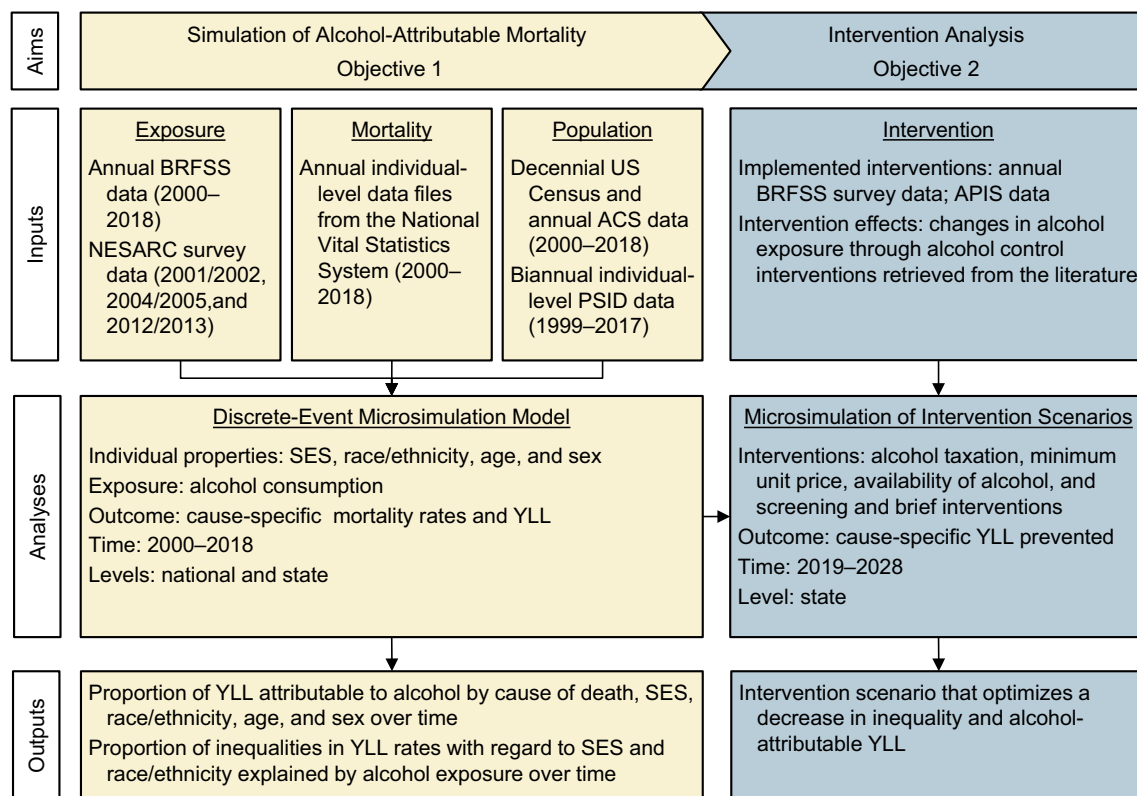 Aims
Simulation of Alcohol-Attributable Mortality
Objective 1
Intervention Analysis
Objective 2
Inputs
Exposure
Annual BRFSS
data (2000–
2018)
NESARC survey
data (2001/2002,
2004/2005,and
2012/2013)
Mortality
Annual individual-
level data files
from the National
Vital Statistics
System (2000–
2018)
Population
Decennial US
Census and
annual ACS data
(2000–2018)
Biannual individual-
level PSID data
(1999–2017)
Intervention
Implemented interventions: annual
BRFSS survey data; APIS data
Intervention effects: changes in alcohol
exposure through alcohol control
interventions retrieved from the literature
Analyses
Discrete-Event Microsimulation Model
Individual properties: SES, race/ethnicity, age, and sex
Exposure: alcohol consumption
Outcome: cause-specific mortality rates and YLL
Time: 2000–2018
Levels: national and state
Microsimulation of Intervention Scenarios
Interventions: alcohol taxation, minimum
unit price, availability of alcohol, and
screening and brief interventions
Outcome: cause-specific YLL prevented
Time: 2019–2028
Level: state
Outputs
Proportion of YLL attributable to alcohol by cause of death, SES,
race/ethnicity, age, and sex over time
Proportion of inequalities in YLL rates with regard to SES and
race/ethnicity explained by alcohol exposure over time
Intervention scenario that optimizes a
decrease in inequality and alcohol-
attributable YLL